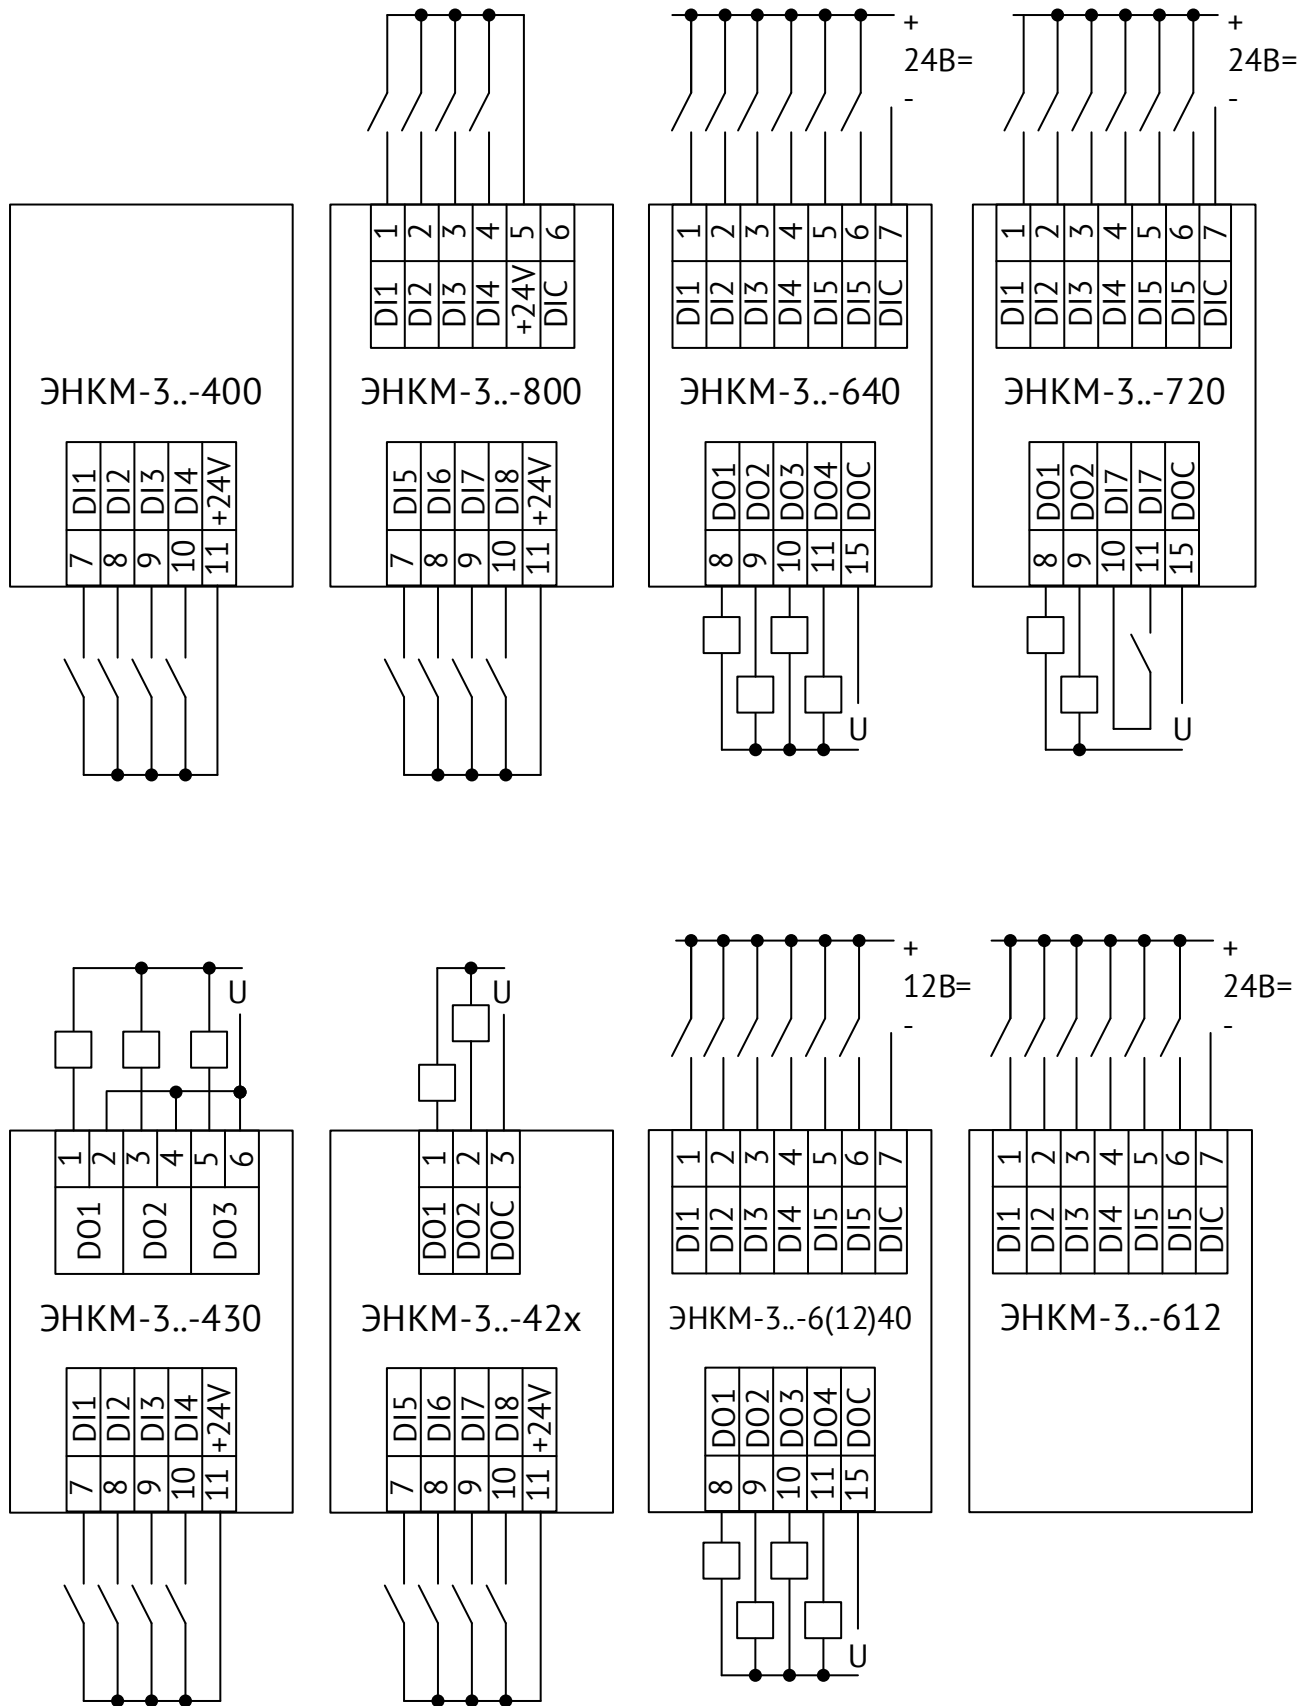 +
24В=
-
+
24В=
-
1 2 3 4 5 6
DI1 DI2 DI3 DI4 +24V DIC
1 2 3 4 5 6 7
DI1 DI2 DI3 DI4 DI5 DI5 DIC
1 2 3 4 5 6 7
DI1 DI2 DI3 DI4 DI5 DI5 DIC
ЭНКМ-3..-400
ЭНКМ-3..-800
ЭНКМ-3..-640
ЭНКМ-3..-720
DI1 DI2 DI3 DI4 +24V
7 8 9 10 11
DI5 DI6 DI7 DI8 +24V
7 8 9 10 11
DO1 DO2 DO3 DO4 DOC
8 9 10 11 15
DO1 DO2 DI7 DI7 DOC
8 9 10 11 15
U
U
U
U
+
12В=
-
+
24В=
-
1 2 3 4 5 6
DO1 DO2 DO3
1 2 3
DO1 DO2 DOC
1 2 3 4 5 6 7
DI1 DI2 DI3 DI4 DI5 DI5 DIC
1 2 3 4 5 6 7
DI1 DI2 DI3 DI4 DI5 DI5 DIC
ЭНКМ-3..-430
ЭНКМ-3..-42x
ЭНКМ-3..-6(12)40
ЭНКМ-3..-612
DI1 DI2 DI3 DI4 +24V
7 8 9 10 11
DI5 DI6 DI7 DI8 +24V
7 8 9 10 11
DO1 DO2 DO3 DO4 DOC
8 9 10 11 15
U